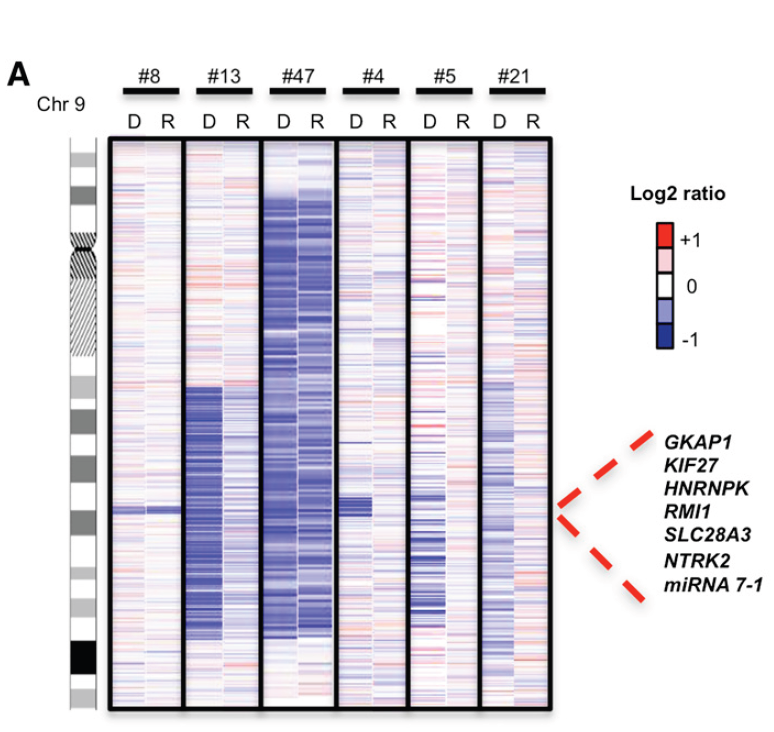 A
#8 #13 #47 #4 #5 #21
Chr 9
D R D R D R D R D R D R
Log2 ratio
+1
0
-1
GKAP1
KIF27
HNRNPK
RMI1
SLC28A3
NTRK2
miRNA 7-1